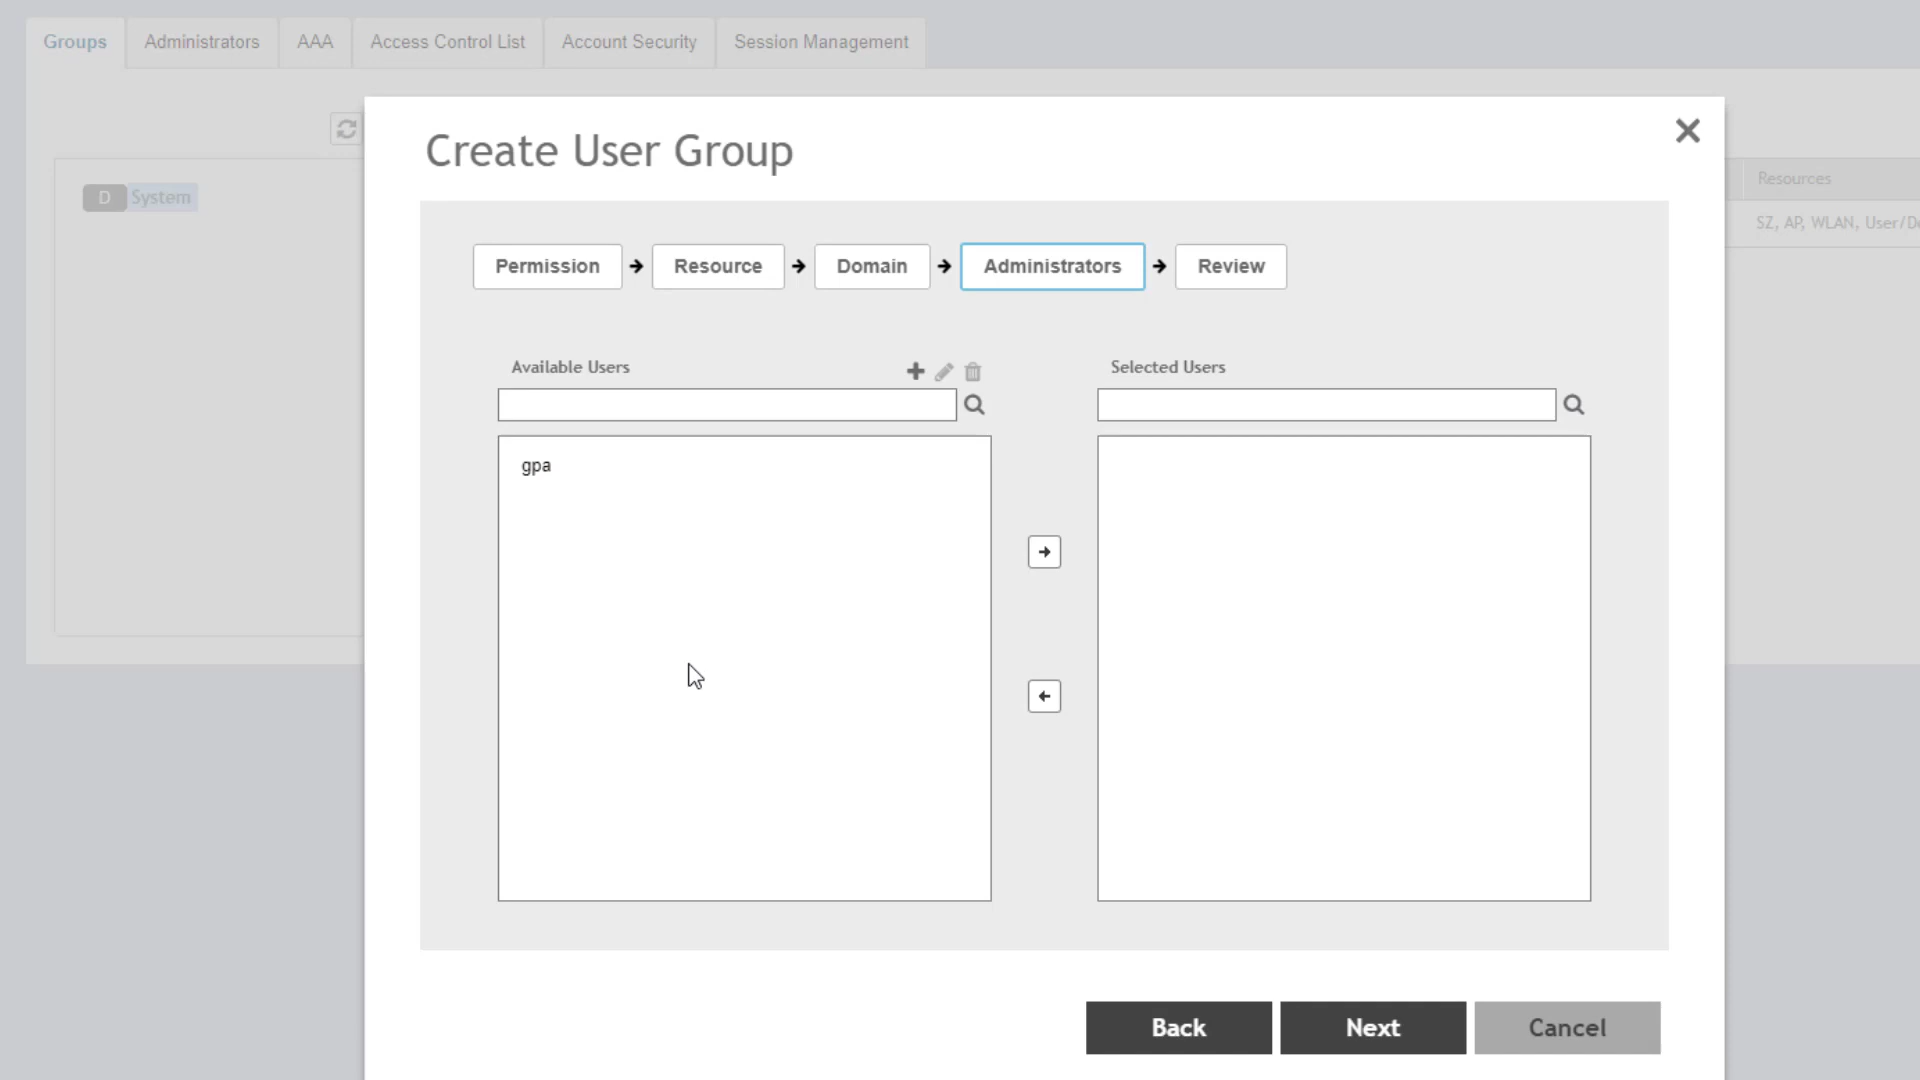 Groups
Administrators
AAA
Access Control List
Account Security
Session Management
Create User Group
D System
Resources
SZ, AP, WLAN, User/De
Permission
Resource
Domain
Administrators
Review
Available Users
Selected Users
gpa
Back
Next
Cancel